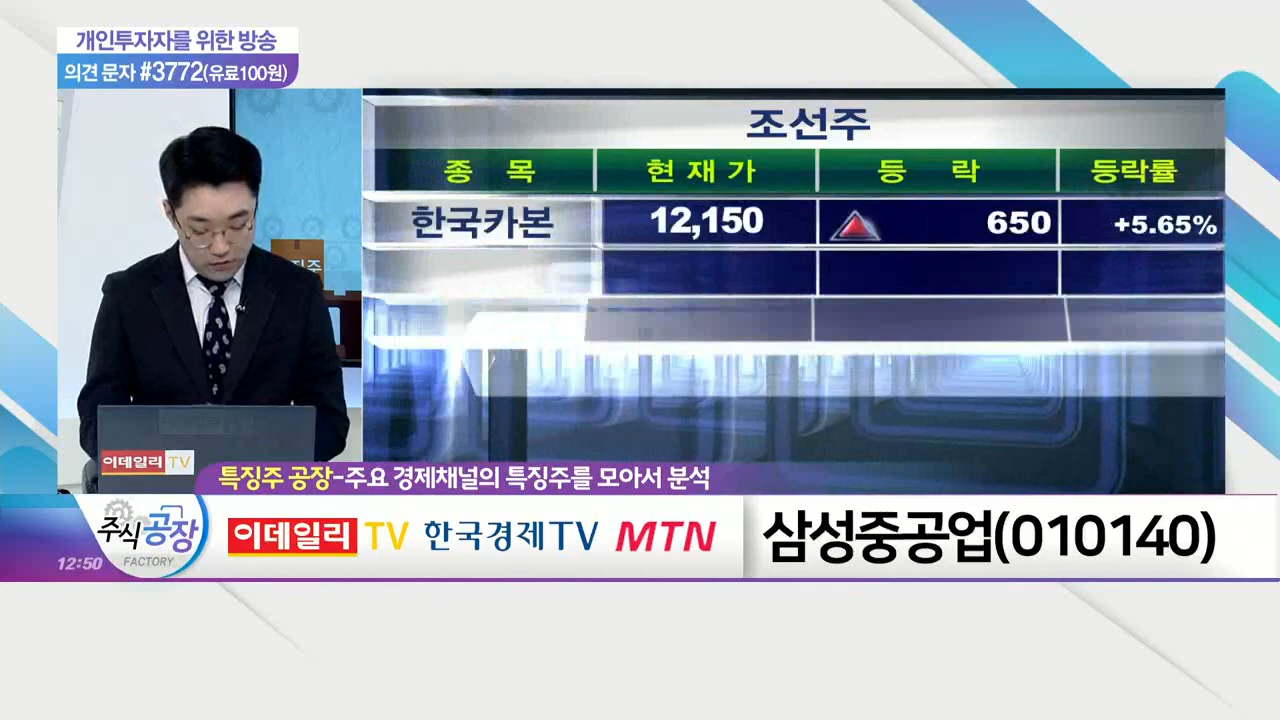 개인투자자를 위한 방송
의견 문자 #3772(유료100원)
조선주
종 목 현 재 가 등 락 등락률
한국카본 12,150 650 +5.65%
징주
이데일리 TV
특징주 공장-주요 경제채널의 특징주를 모아서 분석
주식 공장
FACTORY
12:50
이데일리 TV 한국경제TV MTN
삼성중공업(010140)